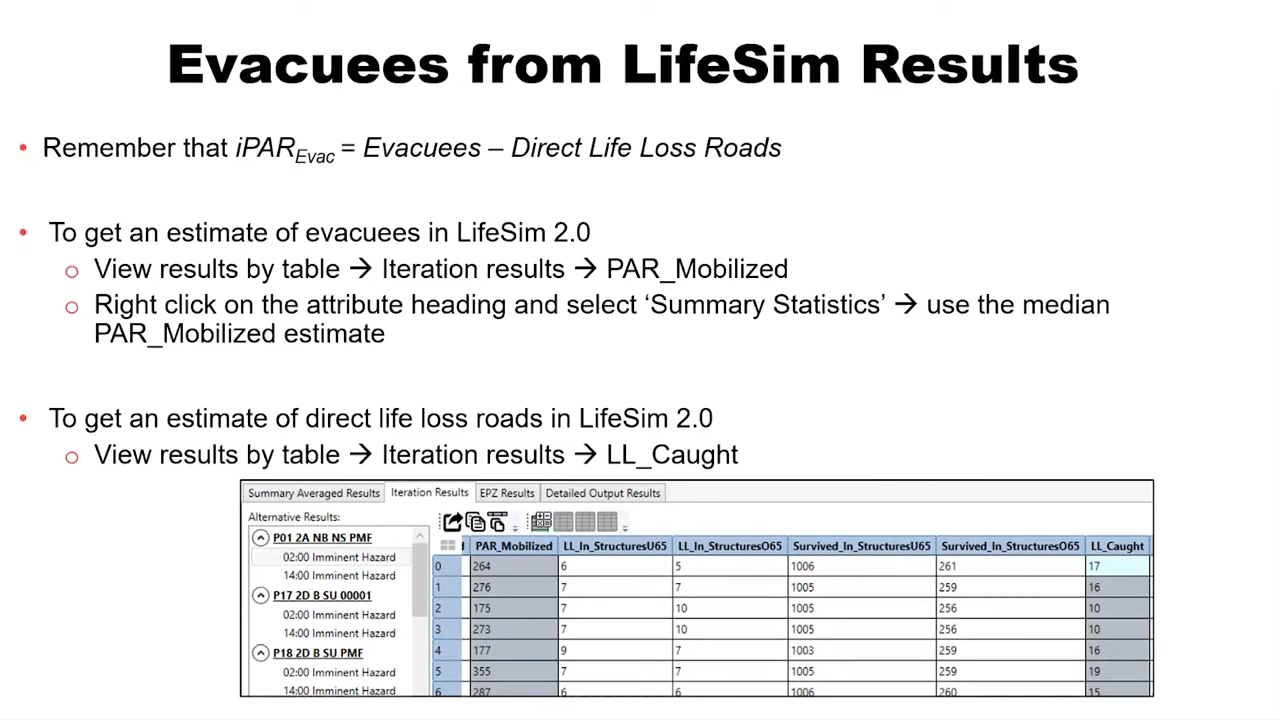 Evacuees from LifeSim Results
• Remember that iPAREvac = Evacuees – Direct Life Loss Roads
• To get an estimate of evacuees in LifeSim 2.0
o View results by table → Iteration results → PAR_Mobilized
o Right click on the attribute heading and select ‘Summary Statistics’ → use the median
PAR_Mobilized estimate
• To get an estimate of direct life loss roads in LifeSim 2.0
o View results by table → Iteration results → LL_Caught
Summary Averaged Results Iteration Results EPZ Results Detailed Output Results
Alternative Results:
P01 2A NB NS PMF
02:00 Imminent Hazard
14:00 Imminent Hazard
P17 2D B SU 00001
02:00 Imminent Hazard
14:00 Imminent Hazard
P18 2D B SU PMF
02:00 Imminent Hazard
14:00 Imminent Hazard
PAR_Mobilized LL_In_StructuresU65 LL_In_StructuresO65 Survived_In_StructuresU65 Survived_In_StructuresO65 LL_Caught
0 264 6 5 1006 261 17
1 276 7 7 1005 259 16
2 175 7 10 1005 256 10
3 273 7 10 1005 256 10
4 177 9 7 1003 259 16
5 355 7 7 1005 259 19
6 287 6 6 1006 260 15